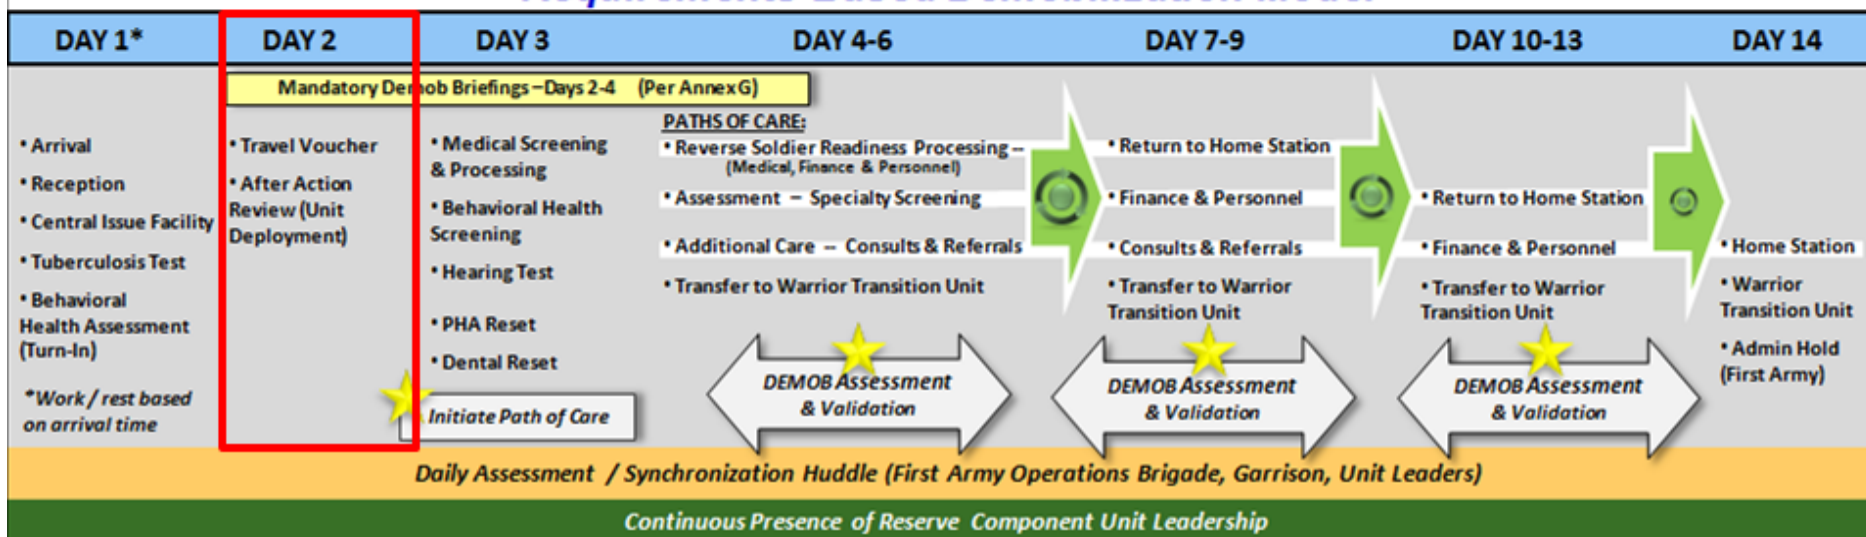 DAY 1*
DAY 2
DAY 3
DAY 4-6
DAY 7-9
DAY 10-13
DAY 14
Mandatory Demob Briefings – Days 2-4 (Per Annex G)
• Arrival
• Reception
• Central Issue Facility
• Tuberculosis Test
• Behavioral
Health Assessment
(Turn-In)
*Work / rest based
on arrival time
• Travel Voucher
• After Action
Review (Unit
Deployment)
• Medical Screening
& Processing
• Behavioral Health
Screening
• Hearing Test
• PHA Reset
• Dental Reset
Initiate Path of Care
PATHS OF CARE:
• Reverse Soldier Readiness Processing --
(Medical, Finance & Personnel)
• Assessment – Specialty Screening
• Additional Care -- Consults & Referrals
• Transfer to Warrior Transition Unit
DEMOB Assessment
& Validation
• Return to Home Station
• Finance & Personnel
• Consults & Referrals
• Transfer to Warrior
Transition Unit
DEMOB Assessment
& Validation
• Return to Home Station
• Finance & Personnel
• Transfer to Warrior
Transition Unit
DEMOB Assessment
& Validation
• Home Station
• Warrior
Transition Unit
• Admin Hold
(First Army)
Daily Assessment / Synchronization Huddle (First Army Operations Brigade, Garrison, Unit Leaders)
Continuous Presence of Reserve Component Unit Leadership